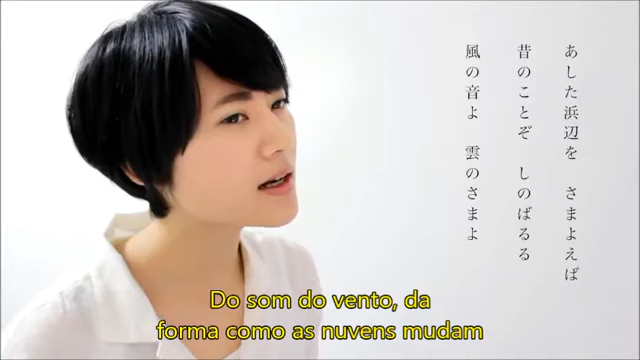 あした浜辺を　さまよえば
昔のことぞ　しのばるる
風の音よ　雲のさまよ
Do som do vento, da
forma como as nuvens mudam